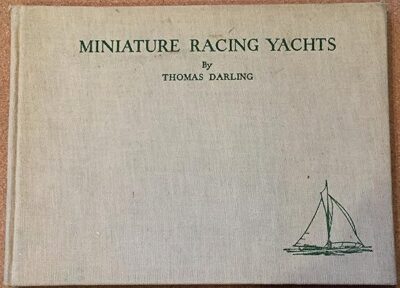 MINIATURE RACING YACHTS
By
THOMAS DARLING